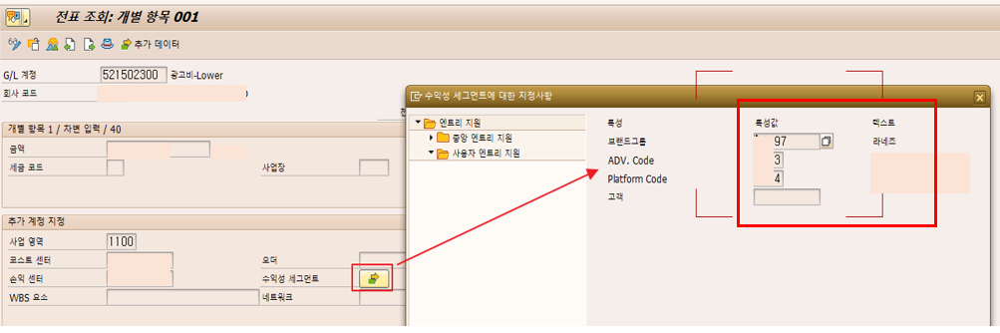 전표 조회: 개별 항목 001
추가 데이터
G/L 계정 521502300 광고비-Lower
회사 코드
개별 항목 1 / 차변 입력 / 40
금액
세금 코드 사업장
추가 계정 지정
사업 영역 1100
코스트 센터 오더
손익 센터 수익성 세그먼트
WBS 요소 네트워크
수익성 세그먼트에 대한 지정사항
엔트리 지원
중앙 엔트리 지원
사용자 엔트리 지원
특성 특성값 텍스트
브랜드그룹 97 라네즈
ADV. Code 3
Platform Code 4
고객